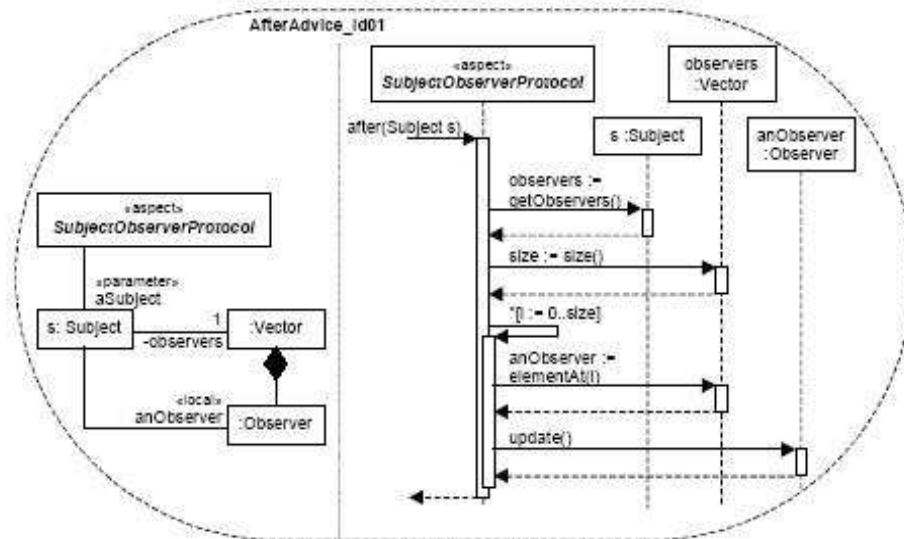 AfterAdvice_id01
«aspect»
SubjectObserverProtocol
«parameter»
aSubject
s: Subject
1
-observers
:Vector
«local»
anObserver
:Observer
«aspect»
SubjectObserverProtocol
observers
:Vector
s :Subject
anObserver
:Observer
after(Subject s)
observers :=
getObservers()
size := size()
*[i := 0..size]
anObserver :=
elementAt(i)
update()